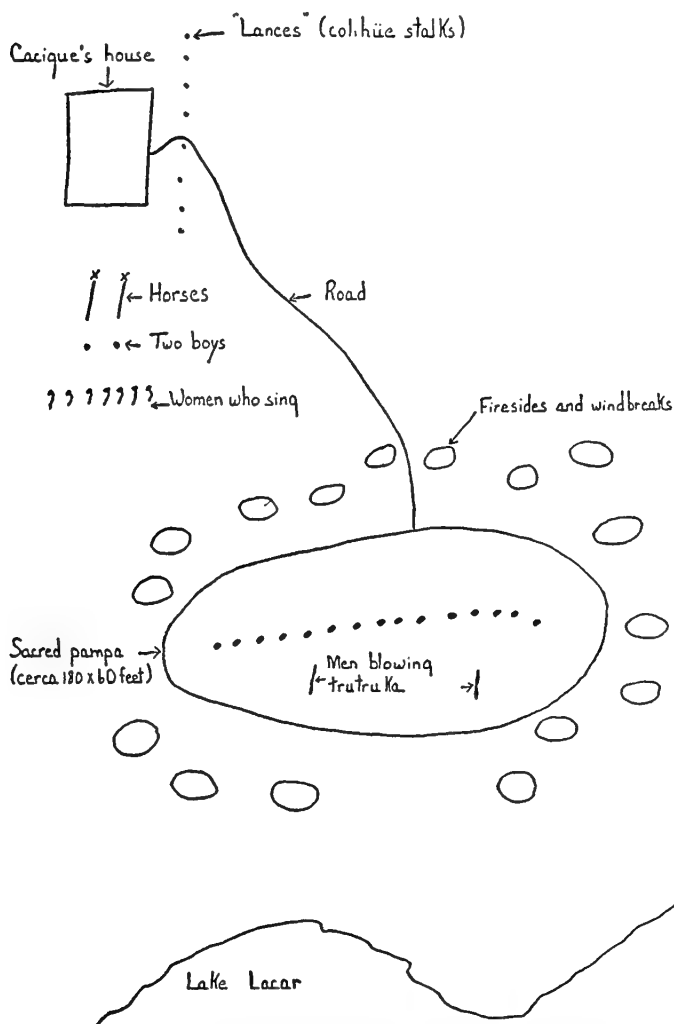 "Lances" (colihüe stalks)
Cacique's house
Horses
Road
Two boys
Women who sing
Firesides and windbreaks
Sacred pampa
(cerca 180 x 60 feet)
Men blowing
trutruka
Lake Lacar